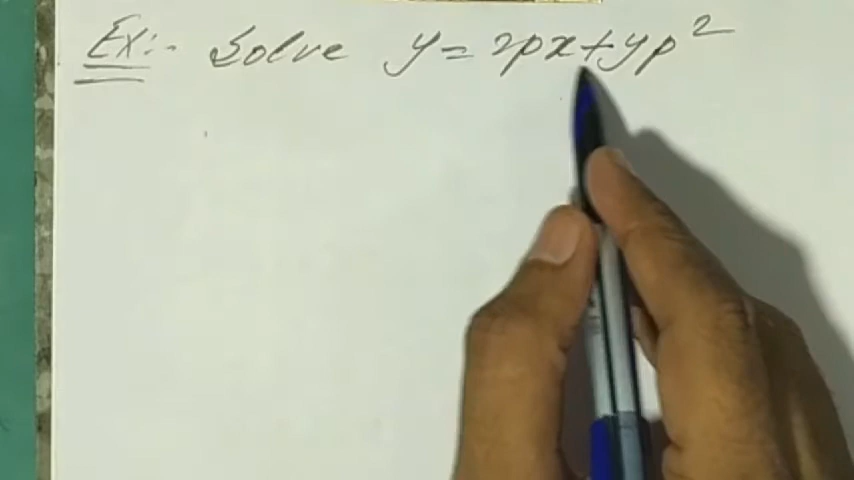 Ex:- Solve y = 2px + yp²